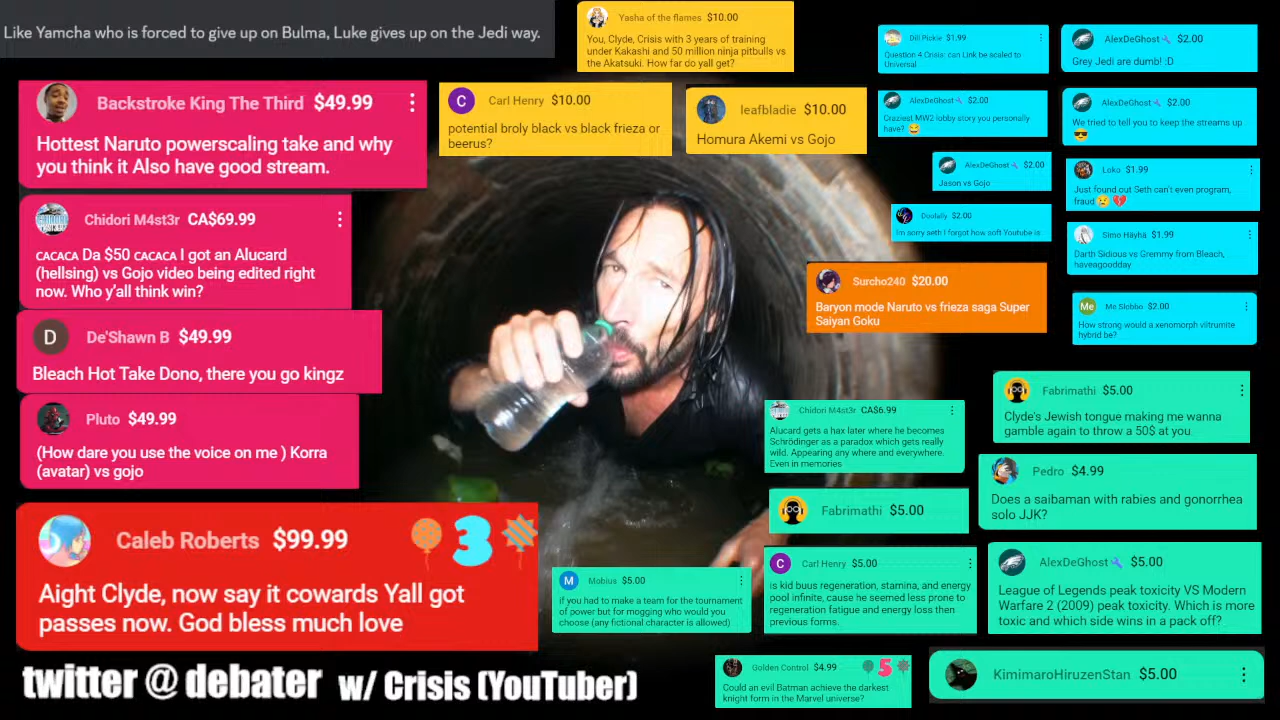 Like Yamcha who is forced to give up on Bulma, Luke gives up on the Jedi way.
Yasha of the flames $10.00
You, Clyde, Crisis with 3 years of training
under Kakashi and 50 million ninja pitbulls vs
the Akatsuki. How far do yall get?
Dill Pickle $1.99
Question 4 Crisis: can Link be scaled to
Universal
AlexDeGhost $2.00
Grey Jedi are dumb! :D
Backstroke King The Third $49.99
Hottest Naruto powerscaling take and why
you think it Also have good stream.
C Carl Henry $10.00
potential broly black vs black frieza or
beerus?
leafbladie $10.00
Homura Akemi vs Gojo
AlexDeGhost $2.00
Craziest MW2 lobby story you personally
have? 😂
AlexDeGhost $2.00
We tried to tell you to keep the streams up
😎
AlexDeGhost $2.00
Jason vs Gojo
Loko $1.99
Just found out Seth can't even program,
fraud 😢 💔
Chidori M4st3r CA$69.99
CACACA Da $50 CACACA I got an Alucard
(hellsing) vs Gojo video being edited right
now. Who y'all think win?
$2.00
Im sorry seth I forgot how soft Youtube is
Simo Häyhä $1.99
Darth Sidious vs Gremmy from Bleach,
haveagoodday
Surcho240 $20.00
Baryon mode Naruto vs frieza saga Super
Saiyan Goku
Me Me Slobbo $2.00
How strong would a xenomorph viltrumite
hybrid be?
D De'Shawn B $49.99
Bleach Hot Take Dono, there you go kingz
Pluto $49.99
(How dare you use the voice on me ) Korra
(avatar) vs gojo
Chidori M4st3r CA$6.99
Alucard gets a hax later where he becomes
Schrödinger as a paradox which gets really
wild. Appearing any where and everywhere.
Even in memories
Fabrimathi $5.00
Clyde's Jewish tongue making me wanna
gamble again to throw a 50$ at you
Pedro $4.99
Does a saibaman with rabies and gonorrhea
solo JJK?
Fabrimathi $5.00
Caleb Roberts $99.99 3
Aight Clyde, now say it cowards Yall got
passes now. God bless much love
M Mobius $5.00
if you had to make a team for the tournament
of power but for mogging who would you
choose (any fictional character is allowed)
C Carl Henry $5.00
is kid buus regeneration, stamina, and energy
pool infinite, cause he seemed less prone to
regeneration fatigue and energy loss then
previous forms.
AlexDeGhost $5.00
League of Legends peak toxicity VS Modern
Warfare 2 (2009) peak toxicity. Which is more
toxic and which side wins in a pack off?
Golden Control $4.99 5
Could an evil Batman achieve the darkest
knight form in the Marvel universe?
KimimaroHiruzenStan $5.00
twitter @ debater w/ Crisis (YouTuber)